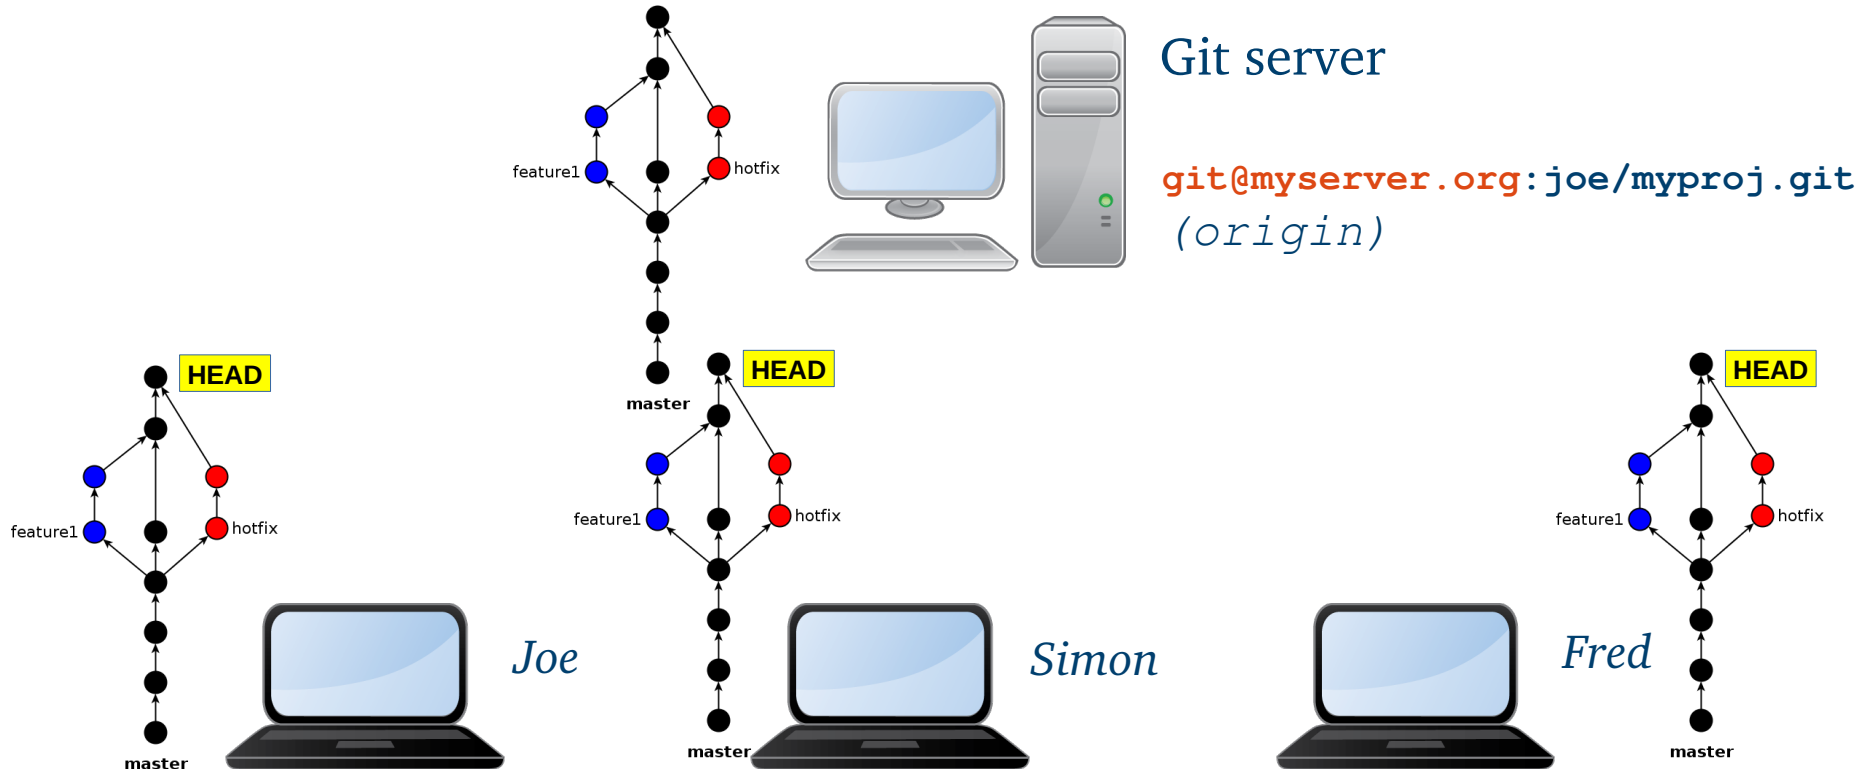 Git server
feature1
hotfix
git@myserver.org:joe/myproj.git
(origin)
master
HEAD
feature1
hotfix
master
Joe
HEAD
feature1
hotfix
master
Simon
HEAD
feature1
hotfix
master
Fred